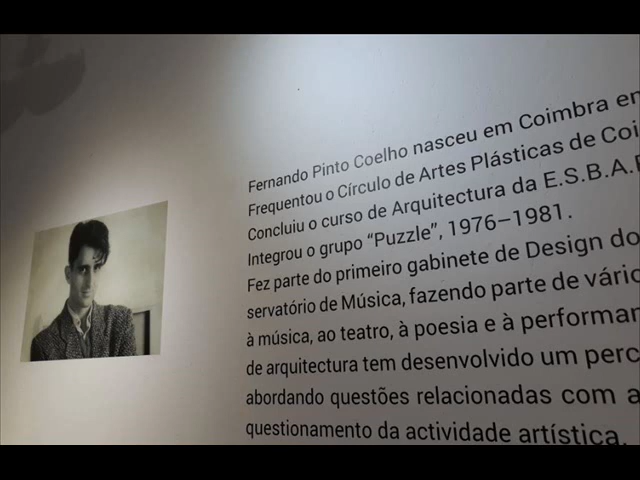 Fernando Pinto Coelho nasceu em Coimbra em
Frequentou o Círculo de Artes Plásticas de Coi
Concluiu o curso de Arquitectura da E.S.B.A.P
Integrou o grupo “Puzzle”, 1976–1981.
Fez parte do primeiro gabinete de Design do
servatório de Música, fazendo parte de vário
à música, ao teatro, à poesia e à performan
de arquitectura tem desenvolvido um perc
abordando questões relacionadas com a
questionamento da actividade artística.